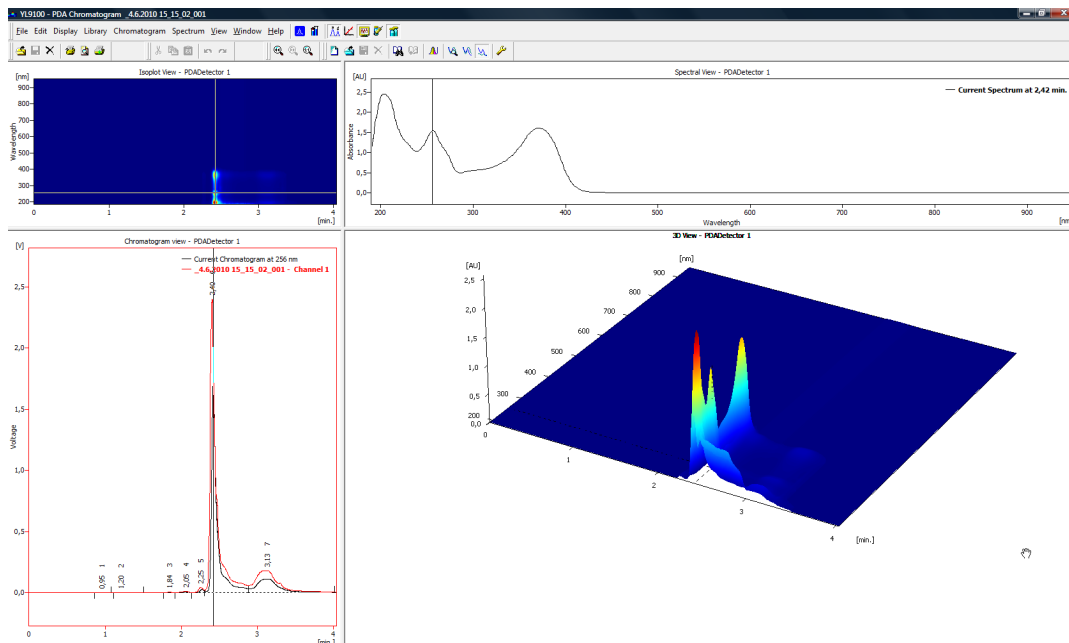 YL9100 - PDA Chromatogram _4.6.2010 15_15_02_001
File Edit Display Library Chromatogram Spectrum View Window Help
Isoplot View - PDADetector 1
[nm]
Wavelength
900
800
700
600
500
400
300
200
0 1 2 3 4
[min.]
Spectral View - PDADetector 1
[AU]
Current Spectrum at 2,42 min.
Absorbance
2,5
2,0
1,5
1,0
0,5
0,0
200 300 400 500 600 700 800 900
Wavelength
Chromatogram view - PDADetector 1
[V]
Current Chromatogram at 256 nm
_4.6.2010 15_15_02_001 - Channel 1
Voltage
2,5
2,0
1,5
1,0
0,5
0,0
0,95 1
1,20 2
1,84 3
2,05 4
2,25 5
3,13 7
0 1 2 3 4
[min.]
3D View - PDADetector 1
[AU]
2,5
2,0
1,5
1,0
0,5
0,0
[nm]
900
800
700
600
500
400
300
200
0
1
2
3
4
[min.]